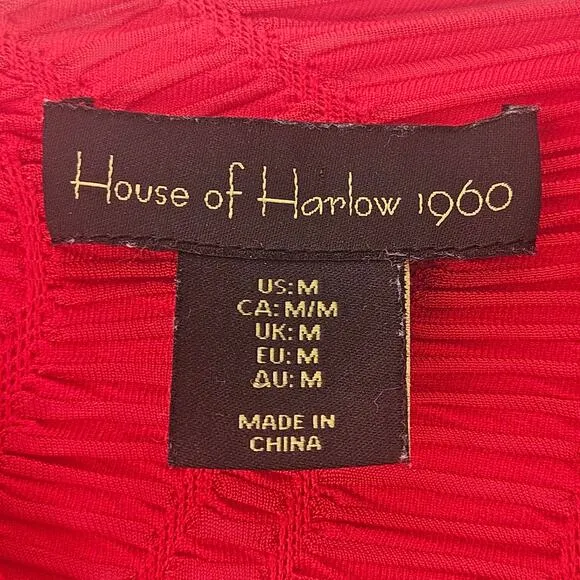 House of Harlow 1960
US: M
CA: M/M
UK: M
EU: M
AU: M
MADE IN
CHINA